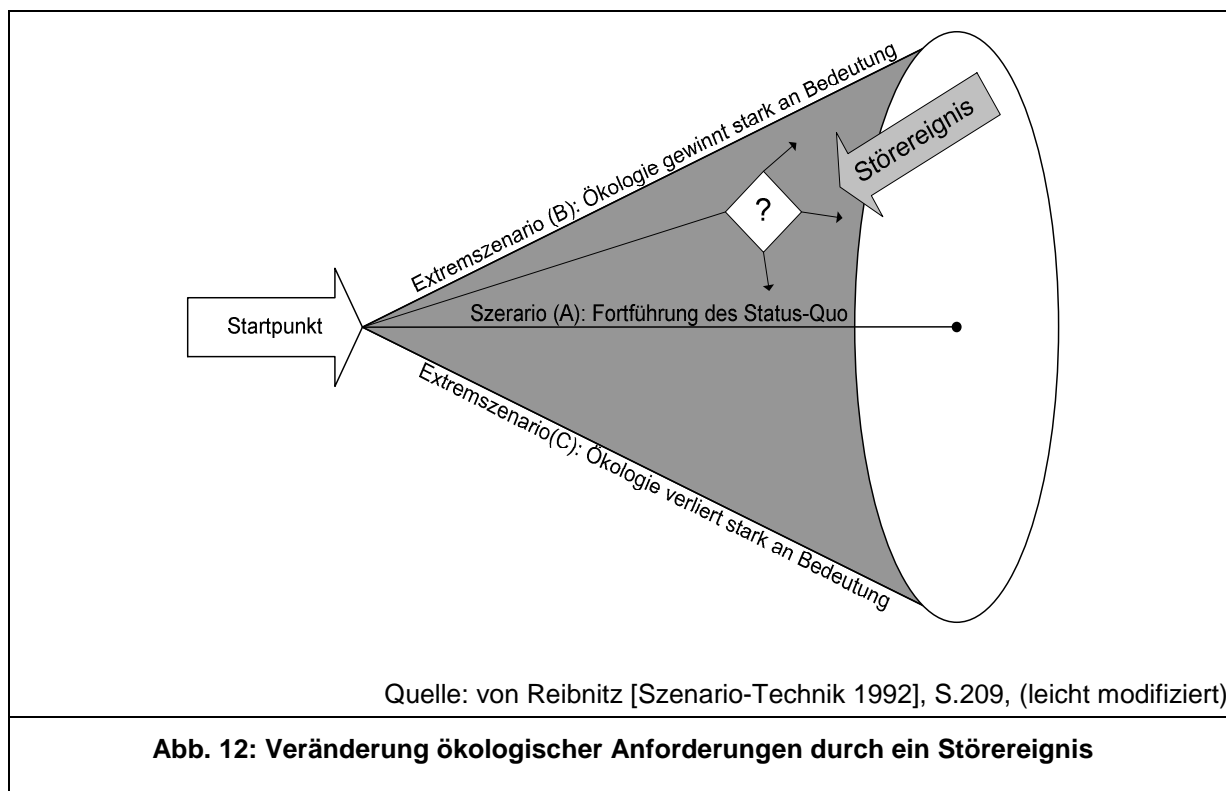 Extremszenario (B): Ökologie gewinnt stark an Bedeutung
Störereignis
?
Startpunkt
Szerario (A): Fortführung des Status-Quo
Extremszenario(C): Ökologie verliert stark an Bedeutung
Quelle: von Reibnitz [Szenario-Technik 1992], S.209, (leicht modifiziert)
Abb. 12: Veränderung ökologischer Anforderungen durch ein Störereignis